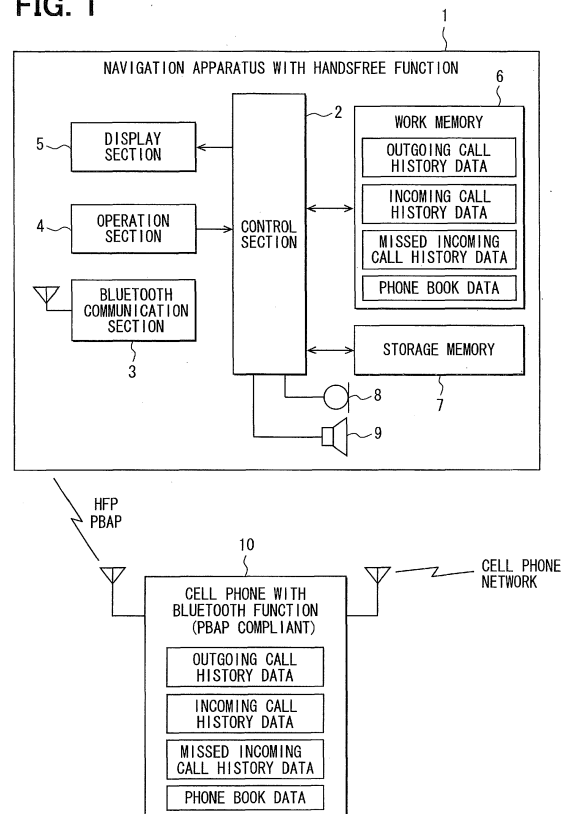 FIG. 1
1
NAVIGATION APPARATUS WITH HANDSFREE FUNCTION
2
6
WORK MEMORY
OUTGOING CALL
HISTORY DATA
INCOMING CALL
HISTORY DATA
MISSED INCOMING
CALL HISTORY DATA
PHONE BOOK DATA
5
DISPLAY
SECTION
4
OPERATION
SECTION
CONTROL
SECTION
BLUETOOTH
COMMUNICATION
SECTION
3
STORAGE MEMORY
7
8
9
HFP
PBAP
10
CELL PHONE
NETWORK
CELL PHONE WITH
BLUETOOTH FUNCTION
(PBAP COMPLIANT)
OUTGOING CALL
HISTORY DATA
INCOMING CALL
HISTORY DATA
MISSED INCOMING
CALL HISTORY DATA
PHONE BOOK DATA